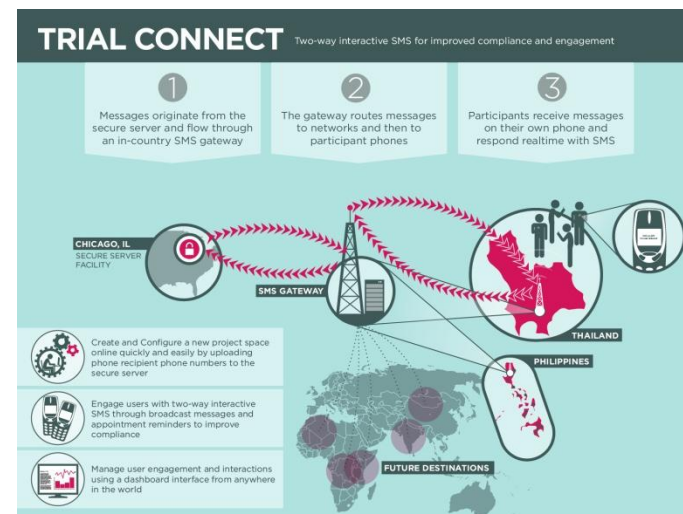 TRIAL CONNECT
Two-way interactive SMS for improved compliance and engagement
1
Messages originate from the
secure server and flow through
an in-country SMS gateway
2
The gateway routes messages
to networks and then to
participant phones
3
Participants receive messages
on their own phone and
respond realtime with SMS
CHICAGO, IL
SECURE SERVER
FACILITY
SMS GATEWAY
THAILAND
PHILIPPINES
Create and Configure a new project space
online quickly and easily by uploading
phone recipient phone numbers to the
secure server
Engage users with two-way interactive
SMS through broadcast messages and
appointment reminders to improve
compliance
Manage user engagement and interactions
using a dashboard interface from anywhere
in the world
FUTURE DESTINATIONS